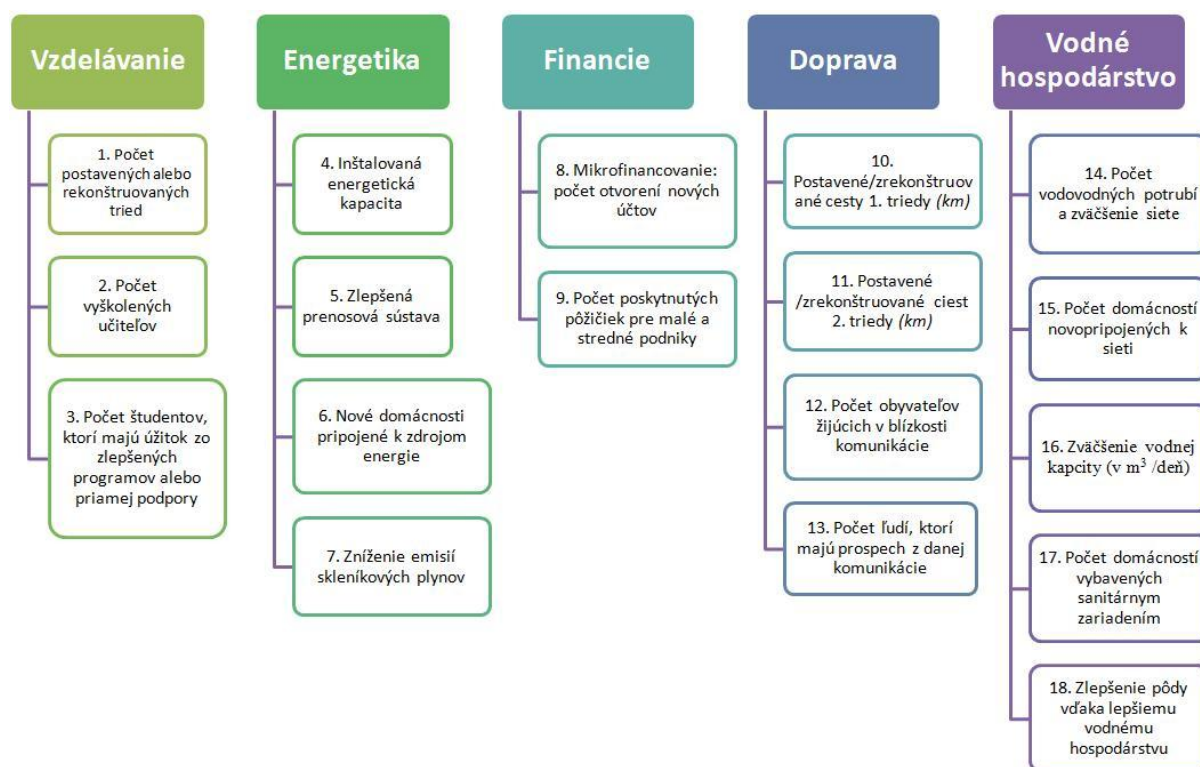 Vzdelávanie
1. Počet
postavených alebo
rekonštruovaných
tried
2. Počet
vyškolených
učiteľov
3. Počet študentov,
ktorí majú úžitok zo
zlepšených
programov alebo
priamej podpory
Energetika
4. Inštalovaná
energetická
kapacita
5. Zlepšená
prenosová sústava
6. Nové domácnosti
pripojené k zdrojom
energie
7. Zníženie emisií
skleníkových plynov
Financie
8. Mikrofinancovanie:
počet otvorení nových
účtov
9. Počet poskytnutých
pôžičiek pre malé a
stredné podniky
Doprava
10.
Postavené/zrekonštruov
ané cesty 1. triedy (km)
11. Postavené
/zrekonštruované ciest
2. triedy (km)
12. Počet obyvateľov
žijúcich v blízkosti
komunikácie
13. Počet ľudí, ktorí
majú prospech z danej
komunikácie
Vodné
hospodárstvo
14. Počet
vodovodných potrubí
a zväčšenie siete
15. Počet domácností
novopripojených k
sieti
16. Zväčšenie vodnej
kapcity (v m³ /deň)
17. Počet domácností
vybavených
sanitárnym
zariadením
18. Zlepšenie pôdy
vďaka lepšiemu
vodnému
hospodárstvu